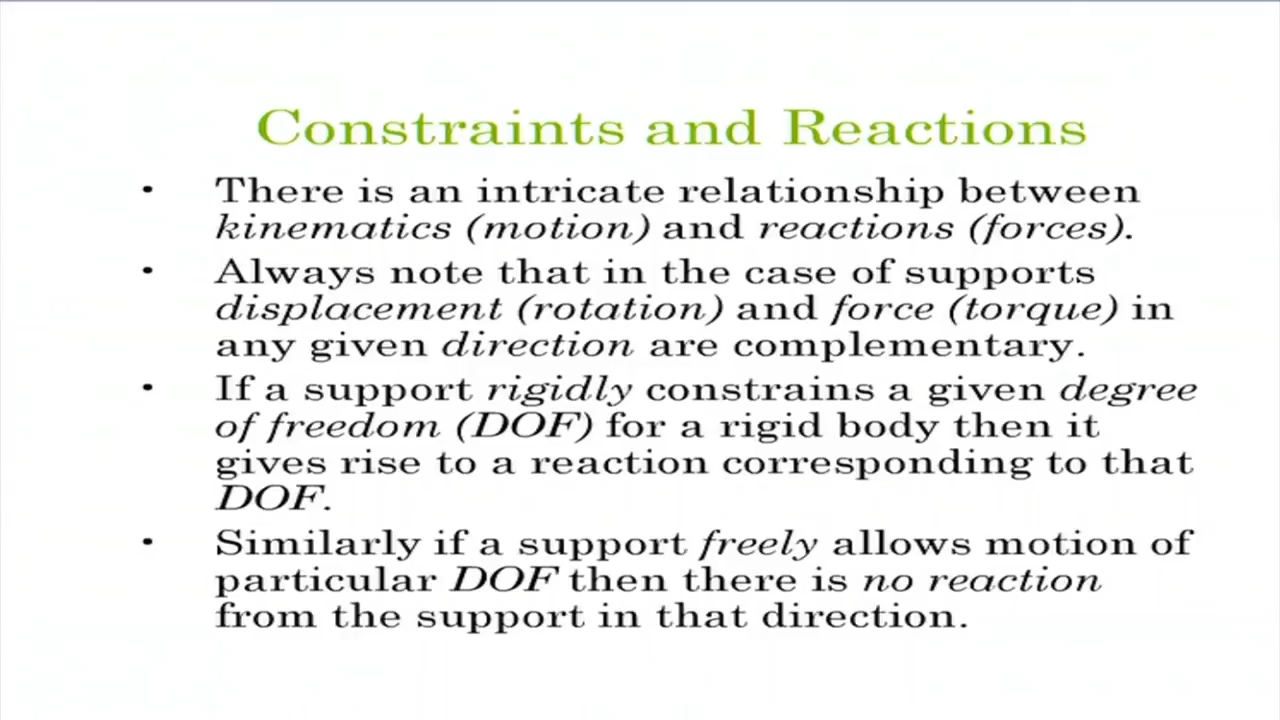 Constraints and Reactions
• There is an intricate relationship between
kinematics (motion) and reactions (forces).
• Always note that in the case of supports
displacement (rotation) and force (torque) in
any given direction are complementary.
• If a support rigidly constrains a given degree
of freedom (DOF) for a rigid body then it
gives rise to a reaction corresponding to that
DOF.
• Similarly if a support freely allows motion of
particular DOF then there is no reaction
from the support in that direction.